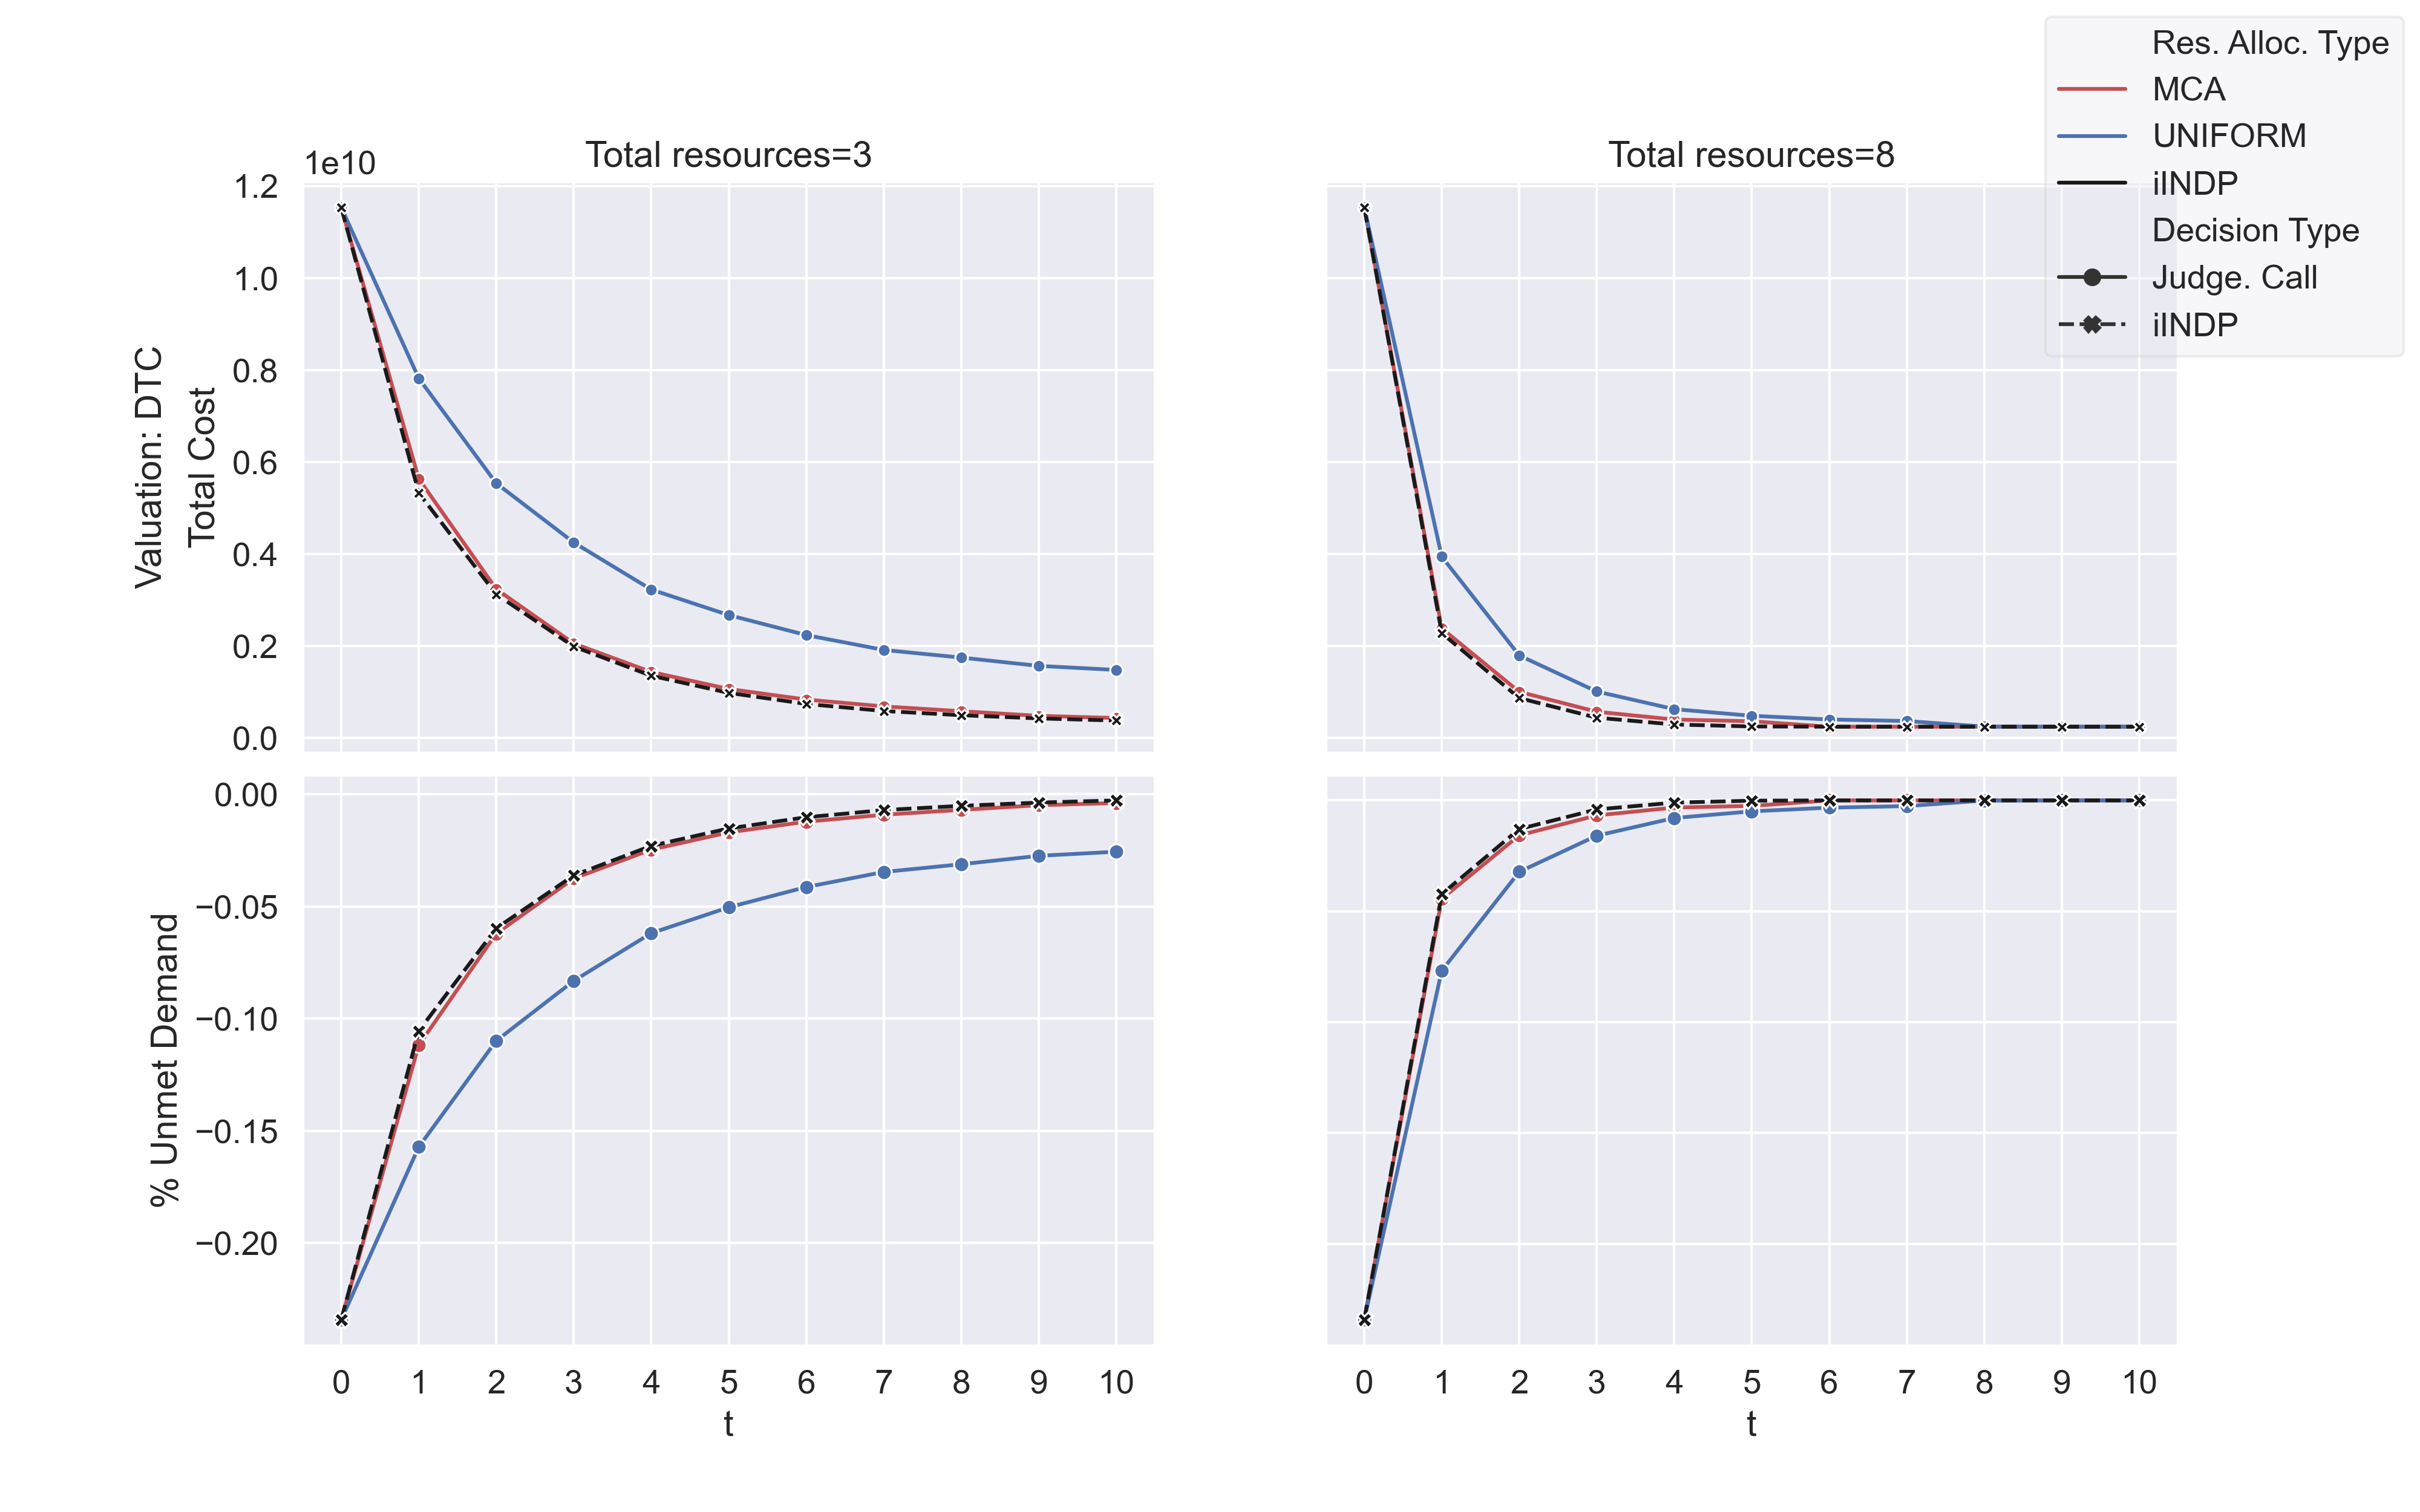 Res. Alloc. Type
MCA
UNIFORM
iINDP
Decision Type
Judge. Call
iINDP
Total resources=3
Total resources=8
1e10
1.2
1.0
0.8
0.6
0.4
0.2
0.0
Valuation: DTC
Total Cost
0.00
−0.05
−0.10
−0.15
−0.20
% Unmet Demand
0 1 2 3 4 5 6 7 8 9 10
t
0 1 2 3 4 5 6 7 8 9 10
t